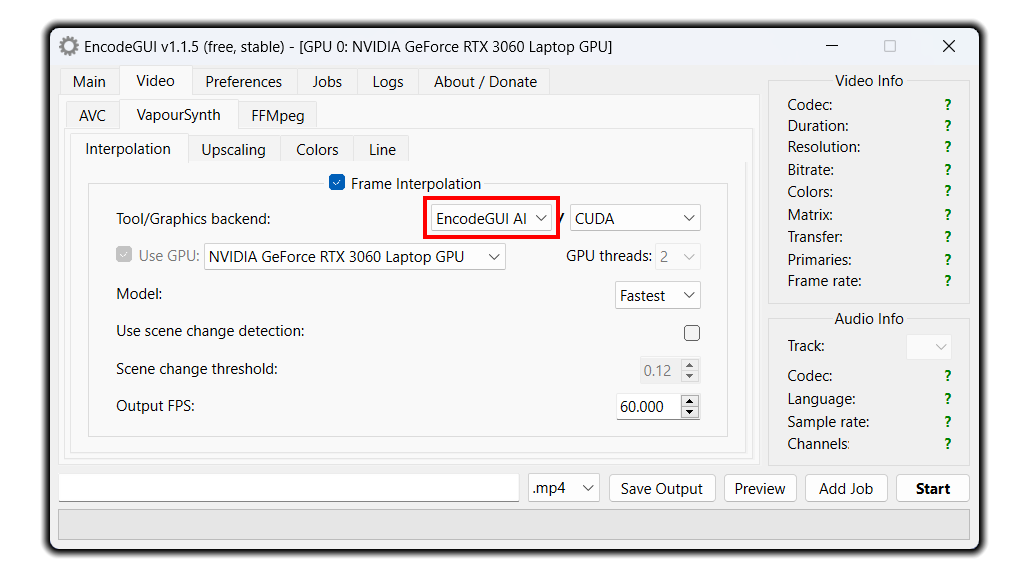 EncodeGUI v1.1.5 (free, stable) - [GPU 0: NVIDIA GeForce RTX 3060 Laptop GPU]
Main Video Preferences Jobs Logs About / Donate
AVC VapourSynth FFMpeg
Interpolation Upscaling Colors Line
Frame Interpolation
Tool/Graphics backend: EncodeGUI AI / CUDA
Use GPU: NVIDIA GeForce RTX 3060 Laptop GPU GPU threads: 2
Model: Fastest
Use scene change detection:
Scene change threshold: 0.12
Output FPS: 60.000
Video Info
Codec: ?
Duration: ?
Resolution: ?
Bitrate: ?
Colors: ?
Matrix: ?
Transfer: ?
Primaries: ?
Frame rate: ?
Audio Info
Track:
Codec: ?
Language: ?
Sample rate: ?
Channels: ?
.mp4 Save Output Preview Add Job Start